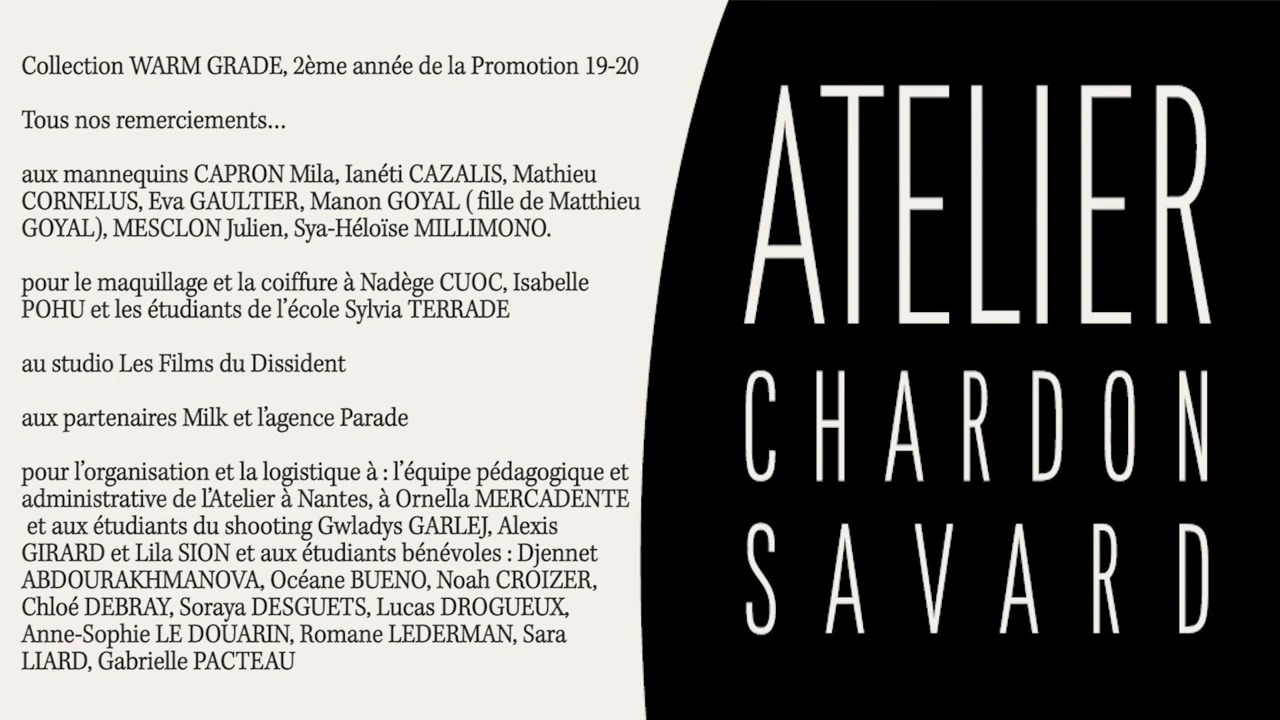 Collection WARM GRADE, 2ème année de la Promotion 19-20
Tous nos remerciements...
aux mannequins CAPRON Mila, Ianéti CAZALIS, Mathieu
CORNELUS, Eva GAULTIER, Manon GOYAL ( fille de Matthieu
GOYAL), MESCLON Julien, Sya-Héloïse MILLIMONO.
pour le maquillage et la coiffure à Nadège CUOC, Isabelle
POHU et les étudiants de l'école Sylvia TERRADE
au studio Les Films du Dissident
aux partenaires Milk et l'agence Parade
pour l'organisation et la logistique à : l'équipe pédagogique et
administrative de l'Atelier à Nantes, à Ornella MERCADENTE
et aux étudiants du shooting Gwladys GARLEJ, Alexis
GIRARD et Lila SION et aux étudiants bénévoles : Djennet
ABDOURAKHMANOVA, Océane BUENO, Noah CROIZER,
Chloé DEBRAY, Soraya DESGUETS, Lucas DROGUEUX,
Anne-Sophie LE DOUARIN, Romane LEDERMAN, Sara
LIARD, Gabrielle PACTEAU
ATELIER
CHARDON
SAVARD